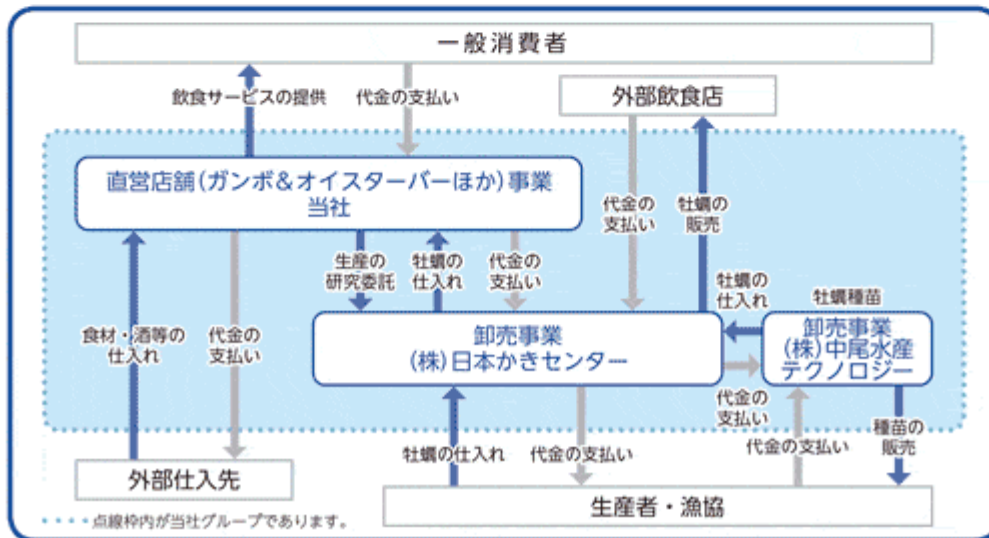 一般消費者
飲食サービスの提供
代金の支払い
外部飲食店
直営店舗(ガンボ&オイスターバーほか)事業
当社
代金の
支払い
牡蠣の
販売
生産の
研究委託
牡蠣の
仕入れ
代金の
支払い
牡蠣の
仕入れ
牡蠣種苗
食材・酒等の
仕入れ
代金の
支払い
卸売事業
(株)日本かきセンター
卸売事業
(株)中尾水産
テクノロジー
代金の
支払い
牡蠣の仕入れ
代金の支払い
代金の支払い
種苗の
販売
外部仕入先
生産者・漁協
点線枠内が当社グループであります。